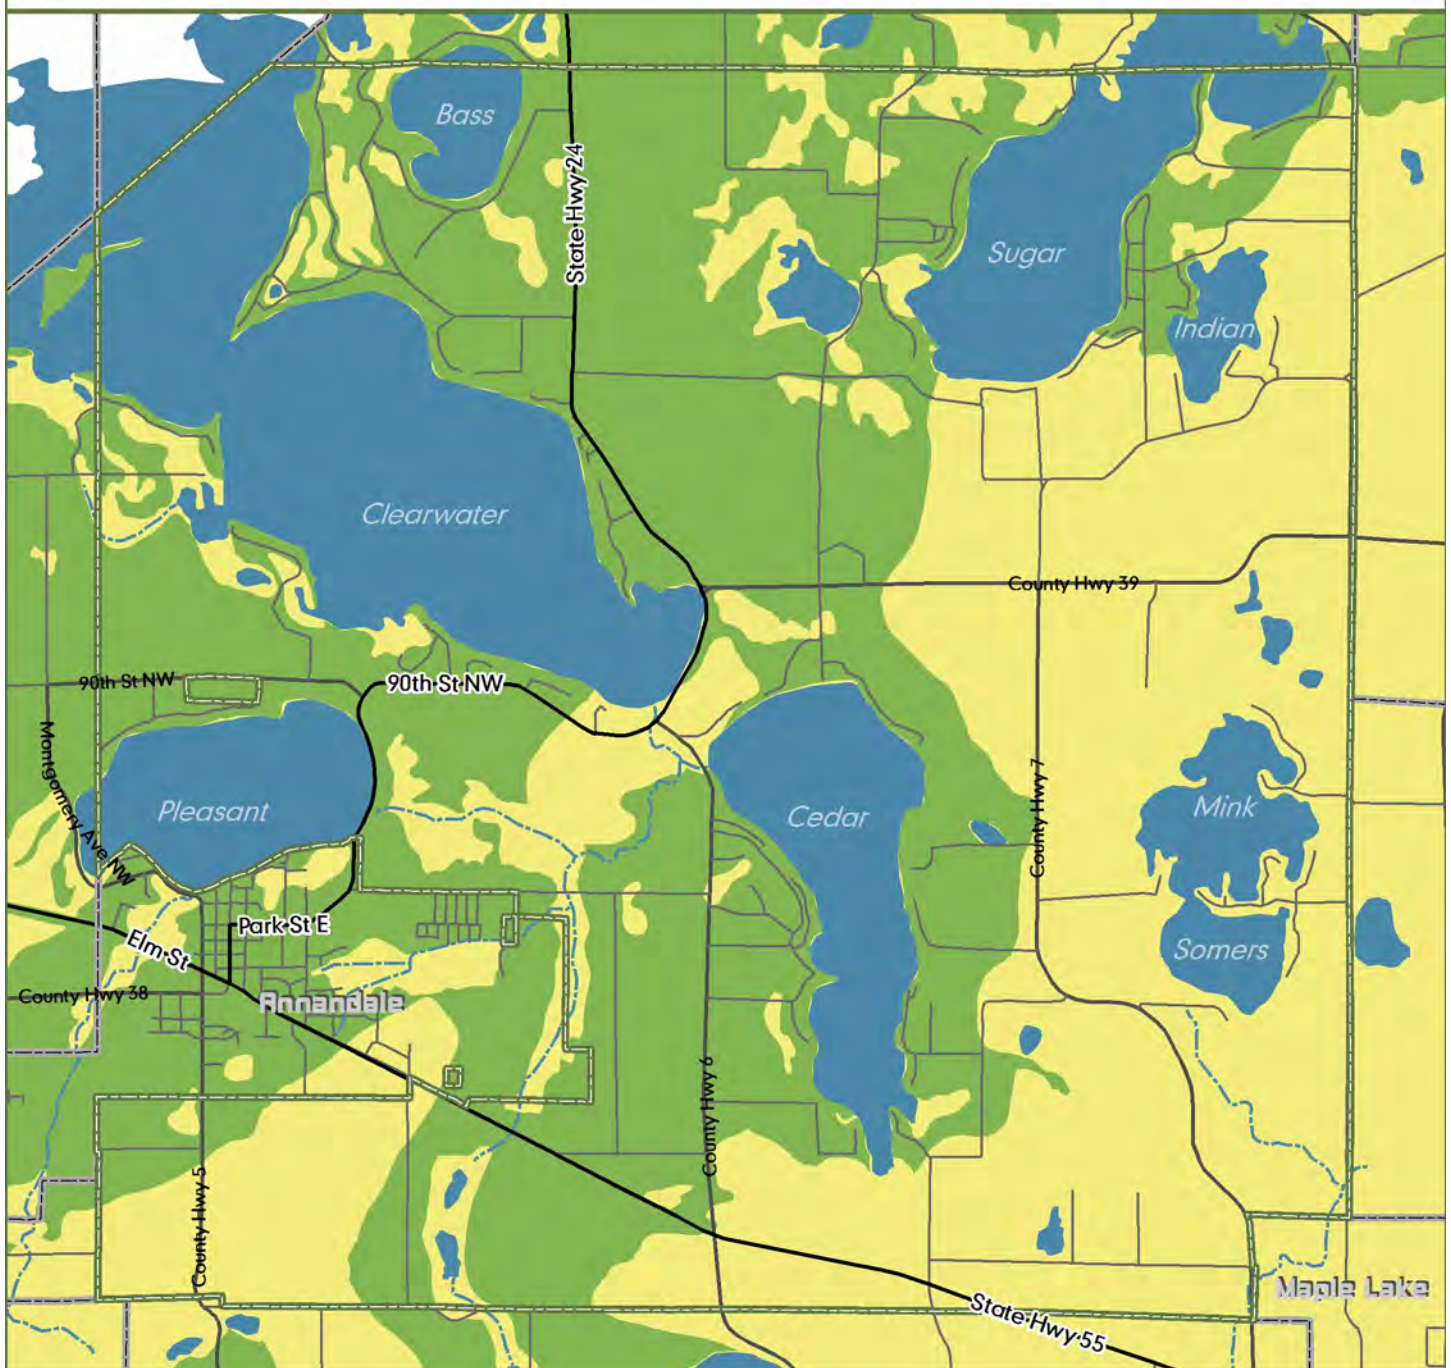 Bass
State Hwy 24
Sugar
Indian
Clearwater
County Hwy 39
90th St NW
90th St NW
Montgomery Ave NW
Pleasant
Cedar
County Hwy 7
Mink
Park St E
Elm St
Somers
County Hwy 38
Annandale
County Hwy 6
County Hwy 5
Maple Lake
State Hwy 55